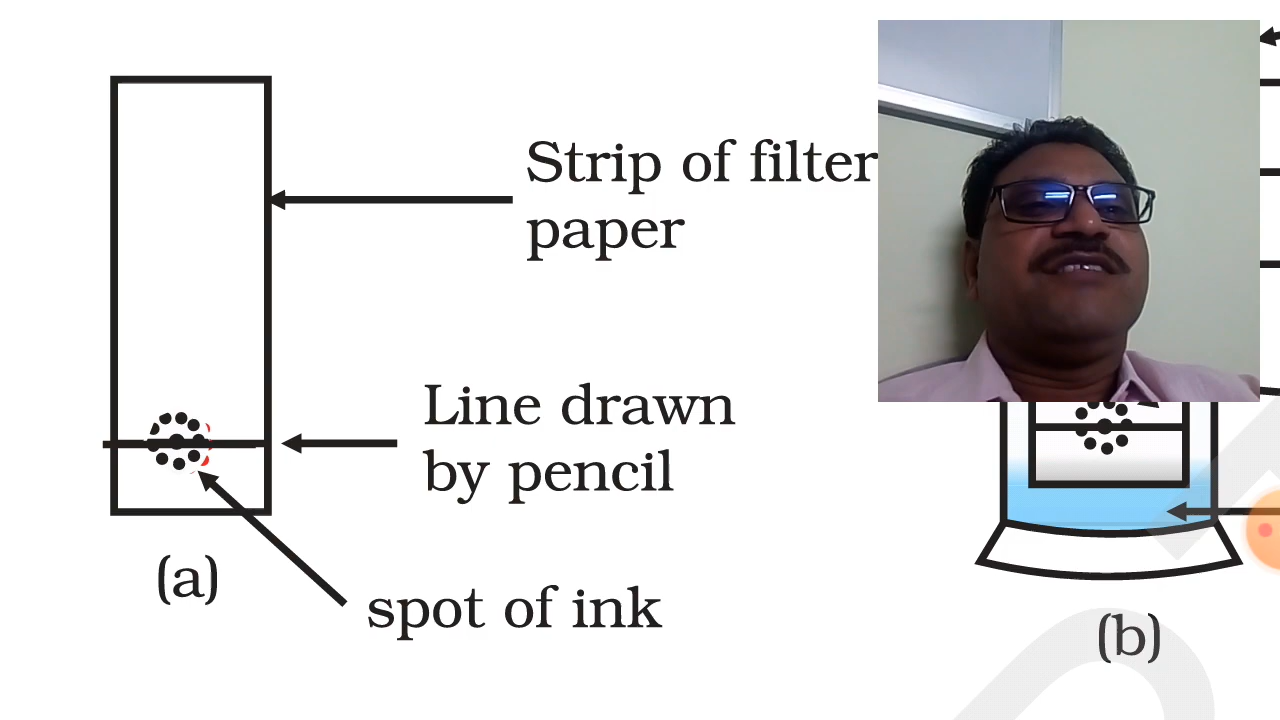 Strip of filter
paper
Line drawn
by pencil
spot of ink
(a)
(b)